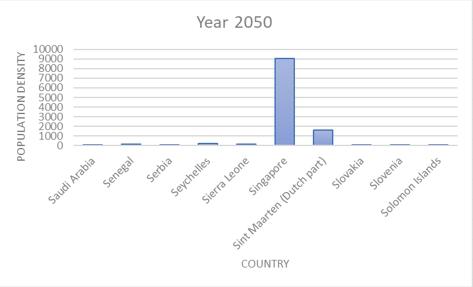 Year 2050
POPULATION DENSITY
10000
9000
8000
7000
6000
5000
4000
3000
2000
1000
0
Saudi Arabia
Senegal
Serbia
Seychelles
Sierra Leone
Singapore
Sint Maarten (Dutch part)
Slovakia
Slovenia
Solomon Islands
COUNTRY